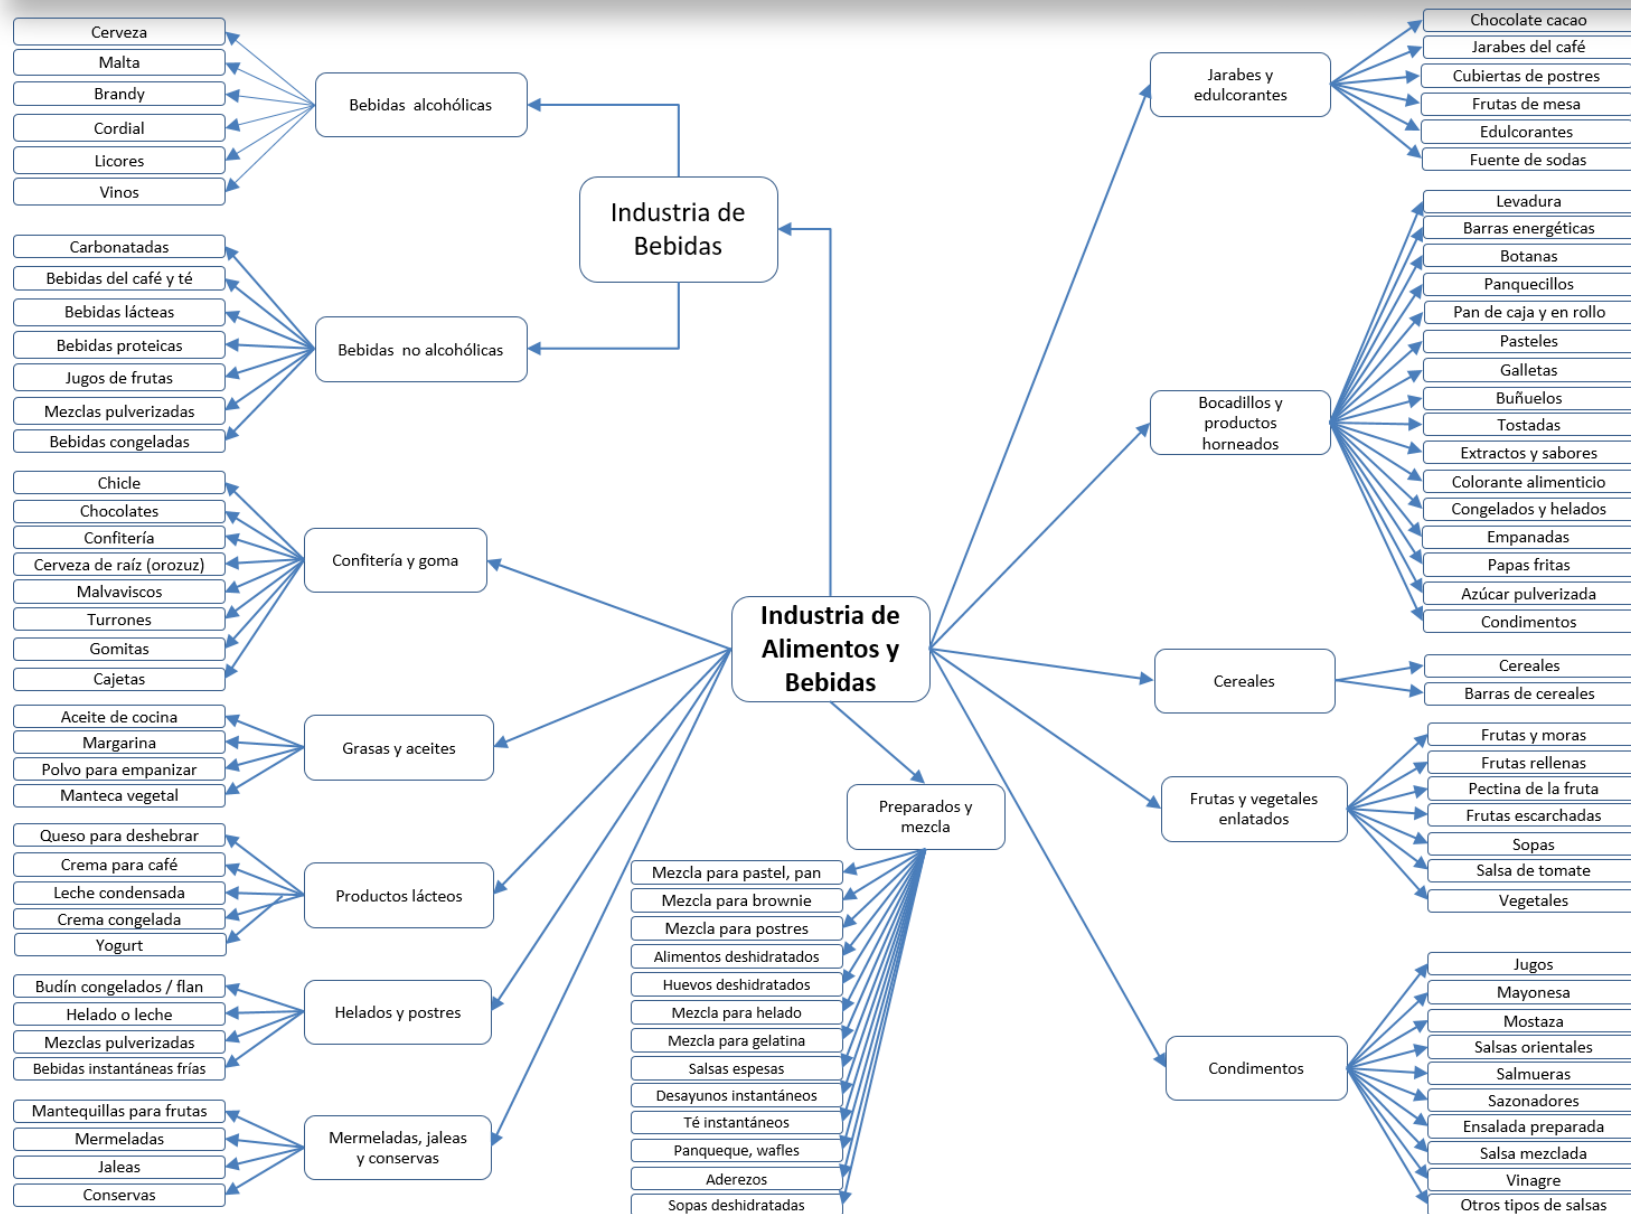 Cerveza
Malta
Brandy
Cordial
Licores
Vinos
Bebidas alcohólicas
Industria de
Bebidas
Carbonatadas
Bebidas del café y té
Bebidas lácteas
Bebidas proteicas
Jugos de frutas
Mezclas pulverizadas
Bebidas congeladas
Bebidas no alcohólicas
Chicle
Chocolates
Confitería
Cerveza de raíz (orozuz)
Malvaviscos
Turrones
Gomitas
Cajetas
Confitería y goma
Industria de
Alimentos y
Bebidas
Aceite de cocina
Margarina
Polvo para empanizar
Manteca vegetal
Grasas y aceites
Queso para deshebrar
Crema para café
Leche condensada
Crema congelada
Yogurt
Productos lácteos
Budín congelados / flan
Helado o leche
Mezclas pulverizadas
Bebidas instantáneas frías
Helados y postres
Mantequillas para frutas
Mermeladas
Jaleas
Conservas
Mermeladas, jaleas
y conservas
Preparados y
mezcla
Mezcla para pastel, pan
Mezcla para brownie
Mezcla para postres
Alimentos deshidratados
Huevos deshidratados
Mezcla para helado
Mezcla para gelatina
Salsas espesas
Desayunos instantáneos
Té instantáneos
Panqueque, wafles
Aderezos
Sopas deshidratadas
Jarabes y
edulcorantes
Chocolate cacao
Jarabes del café
Cubiertas de postres
Frutas de mesa
Edulcorantes
Fuente de sodas
Bocadillos y
productos
horneados
Levadura
Barras energéticas
Botanas
Panquecillos
Pan de caja y en rollo
Pasteles
Galletas
Buñuelos
Tostadas
Extractos y sabores
Colorante alimenticio
Congelados y helados
Empanadas
Papas fritas
Azúcar pulverizada
Condimentos
Cereales
Cereales
Barras de cereales
Frutas y vegetales
enlatados
Frutas y moras
Frutas rellenas
Pectina de la fruta
Frutas escarchadas
Sopas
Salsa de tomate
Vegetales
Condimentos
Jugos
Mayonesa
Mostaza
Salsas orientales
Salmueras
Sazonadores
Ensalada preparada
Salsa mezclada
Vinagre
Otros tipos de salsas